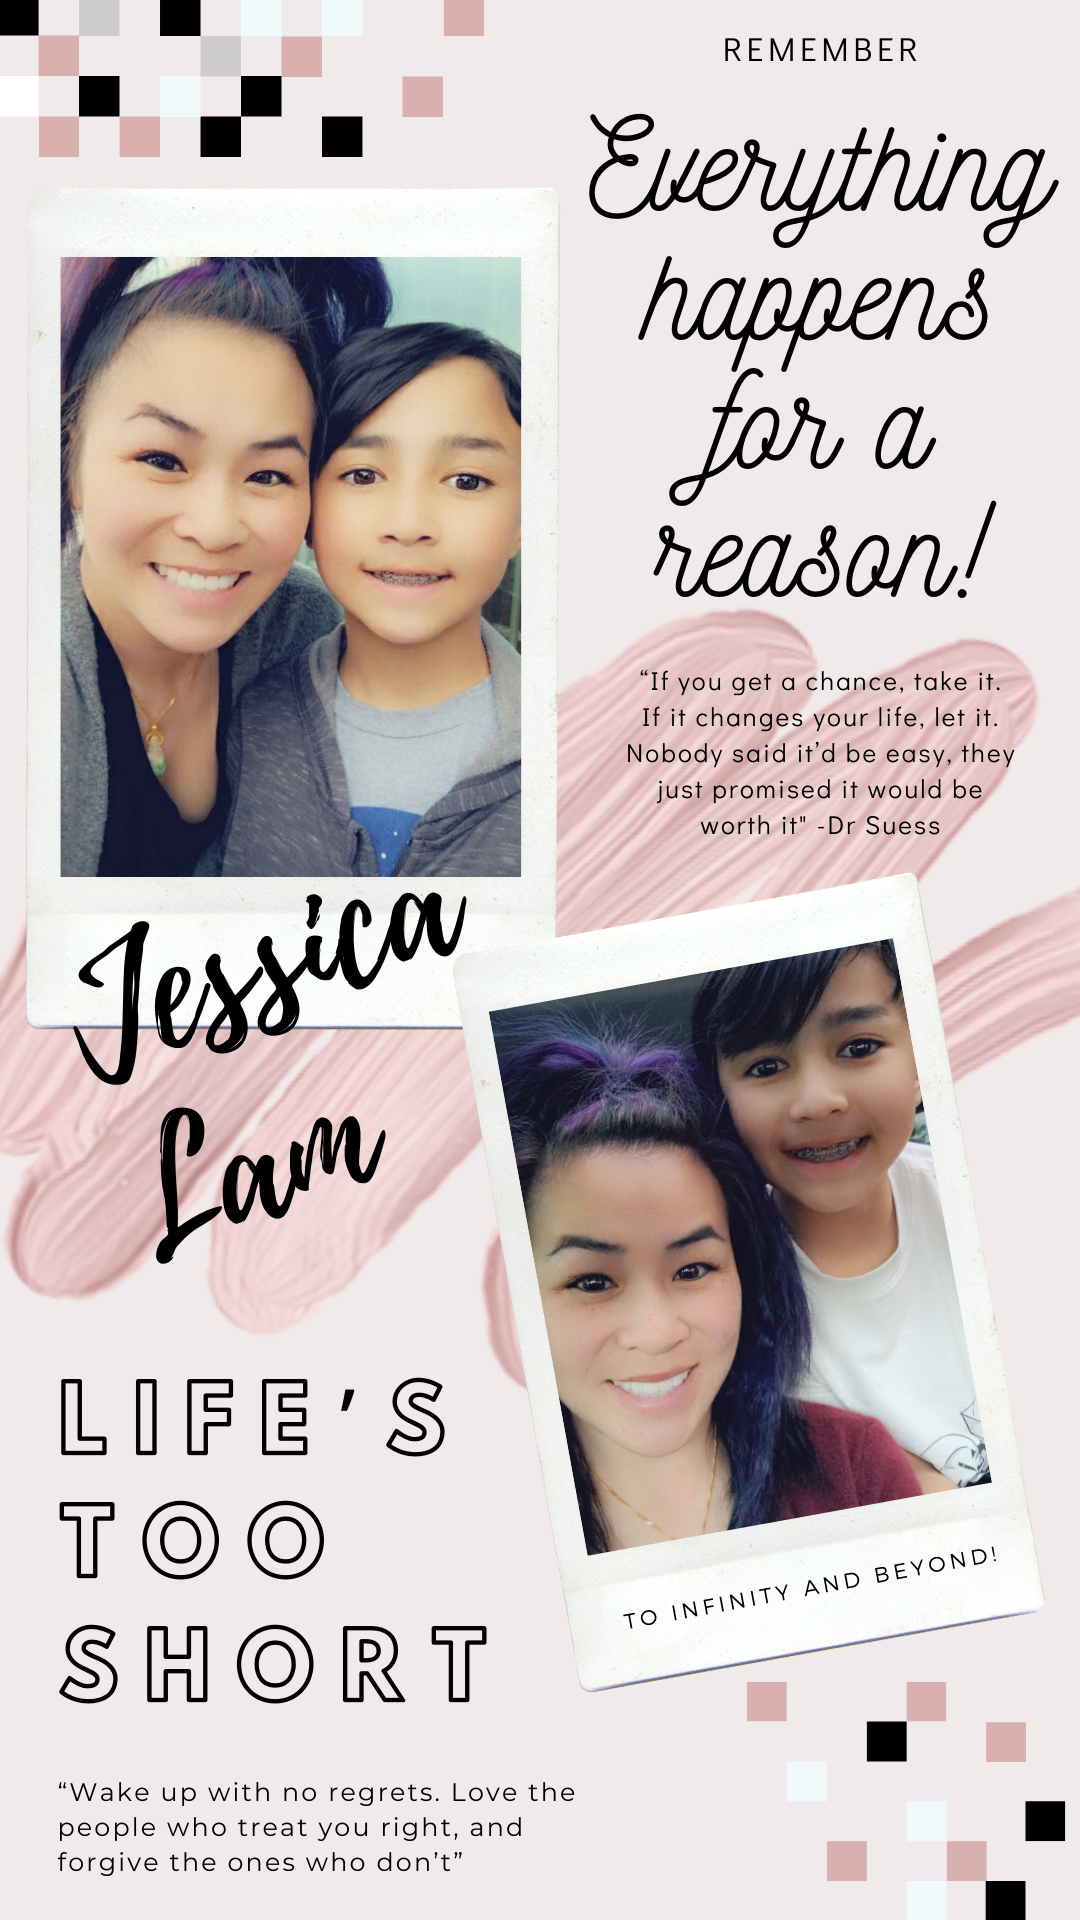 REMEMBER
Everything
happens
for a
reason!
“If you get a chance, take it.
If it changes your life, let it.
Nobody said it’d be easy, they
just promised it would be
worth it" -Dr Suess
Jessica
Lam
LIFE’S
TOO
SHORT
TO INFINITY AND BEYOND!
“Wake up with no regrets. Love the
people who treat you right, and
forgive the ones who don’t”